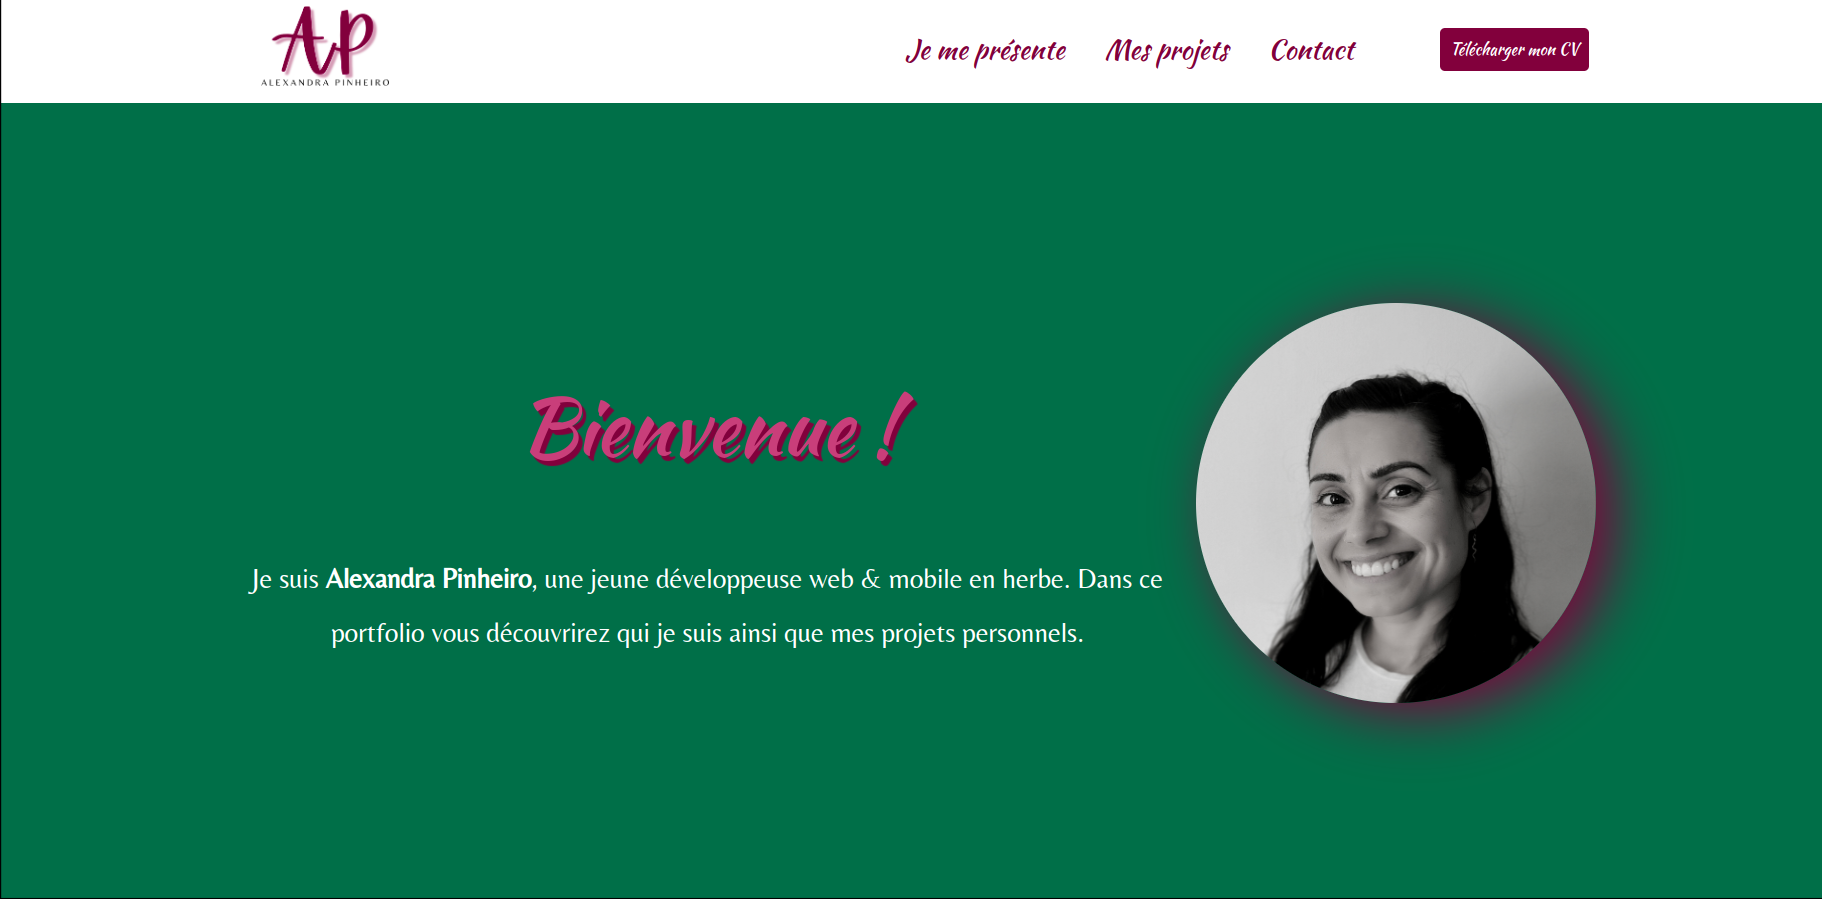 AP
ALEXANDRA PINHEIRO
Je me présente
Mes projets
Contact
Télécharger mon CV
Bienvenue !
Je suis Alexandra Pinheiro, une jeune développeuse web & mobile en herbe. Dans ce
portfolio vous découvrirez qui je suis ainsi que mes projets personnels.